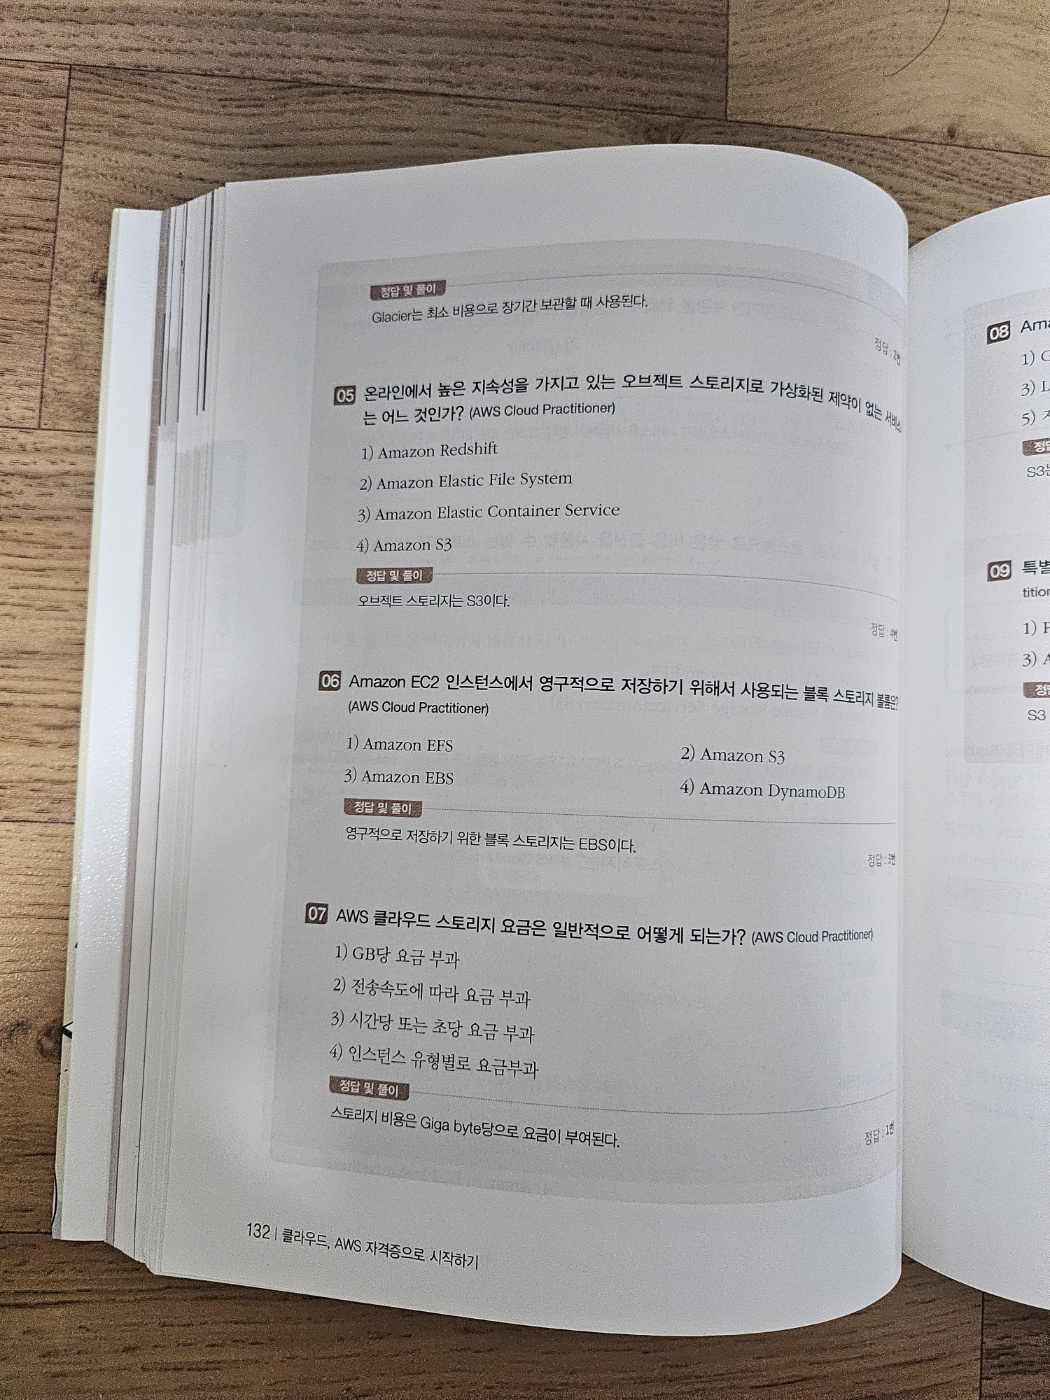 정답 및 풀이
Glacier는 최소 비용으로 장기간 보관할 때 사용된다.
정답 : 2번
05 온라인에서 높은 지속성을 가지고 있는 오브젝트 스토리지로 가상화된 제약이 없는 서비스
는 어느 것인가? (AWS Cloud Practitioner)
1) Amazon Redshift
2) Amazon Elastic File System
3) Amazon Elastic Container Service
4) Amazon S3
정답 및 풀이
오브젝트 스토리지는 S3이다.
정답 : 4번
06 Amazon EC2 인스턴스에서 영구적으로 저장하기 위해서 사용되는 블록 스토리지 볼륨은?
(AWS Cloud Practitioner)
1) Amazon EFS
2) Amazon S3
3) Amazon EBS
4) Amazon DynamoDB
정답 및 풀이
영구적으로 저장하기 위한 블록 스토리지는 EBS이다.
정답 : 3번
07 AWS 클라우드 스토리지 요금은 일반적으로 어떻게 되는가? (AWS Cloud Practitioner)
1) GB당 요금 부과
2) 전송속도에 따라 요금 부과
3) 시간당 또는 초당 요금 부과
4) 인스턴스 유형별로 요금부과
정답 및 풀이
스토리지 비용은 Giga byte당으로 요금이 부여된다.
정답 : 1번
132 | 클라우드, AWS 자격증으로 시작하기
08
1)
3)
5)
09
1)
3)
S3